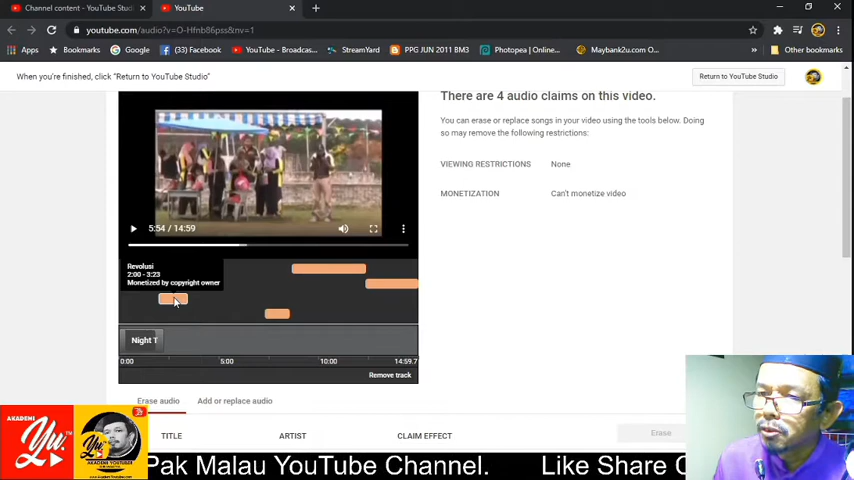 Channel content - YouTube Studi
YouTube
youtube.com/audio?v=O-Hfnb86pss&nv=1
Apps
Bookmarks
Google
(33) Facebook
YouTube - Broadcas...
StreamYard
PPG JUN 2011 BM3
Photopea | Online...
Maybank2u.com O...
Other bookmarks
When you're finished, click "Return to YouTube Studio"
Return to YouTube Studio
There are 4 audio claims on this video.
You can erase or replace songs in your video using the tools below. Doing
so may remove the following restrictions:
VIEWING RESTRICTIONS None
MONETIZATION Can't monetize video
5:54 / 14:59
Revolusi
2:00 - 3:23
Monetized by copyright owner
Night T
0:00 5:00 10:00 14:59.7
Remove track
Erase audio Add or replace audio
TITLE ARTIST CLAIM EFFECT
Erase
AKADEMI
Yu
AKADEMI YOUTUBER
Pak Malau YouTube Channel. Like Share C